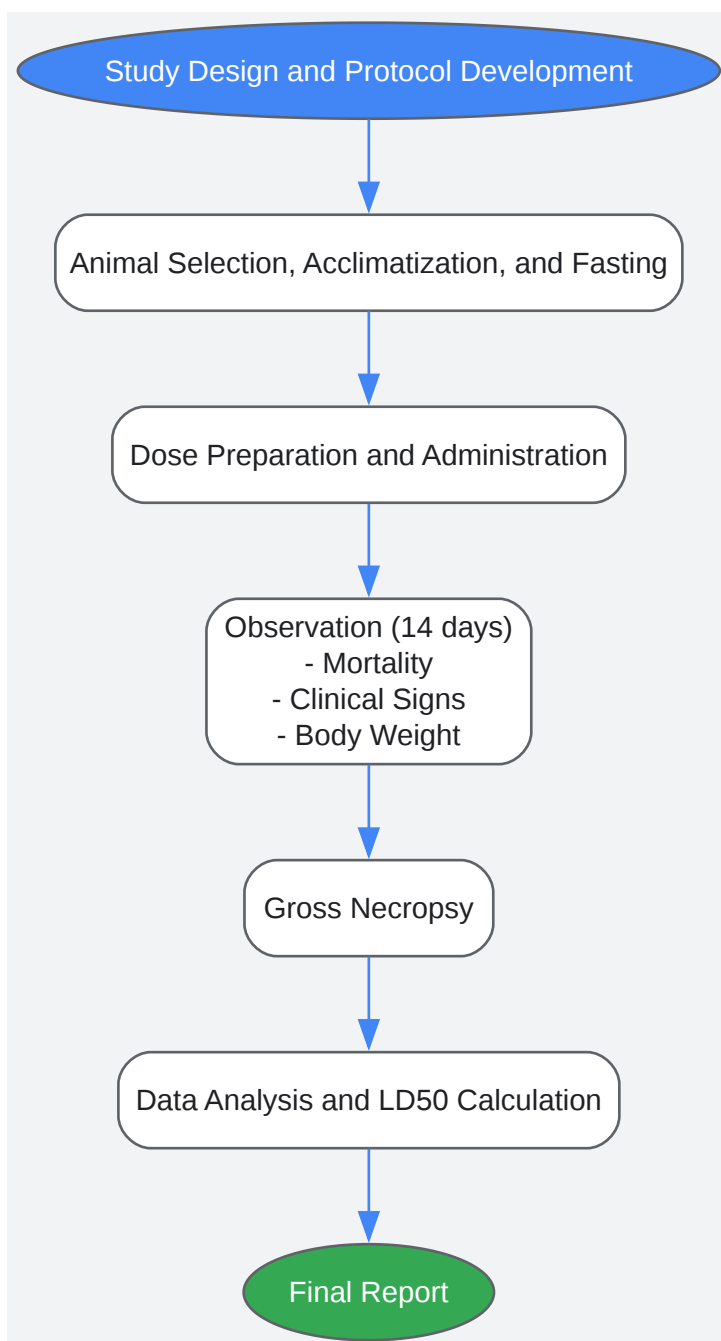 Study Design and Protocol Development
Animal Selection, Acclimatization, and Fasting
Dose Preparation and Administration
Observation (14 days)
- Mortality
- Clinical Signs
- Body Weight
Gross Necropsy
Data Analysis and LD50 Calculation
Final Report